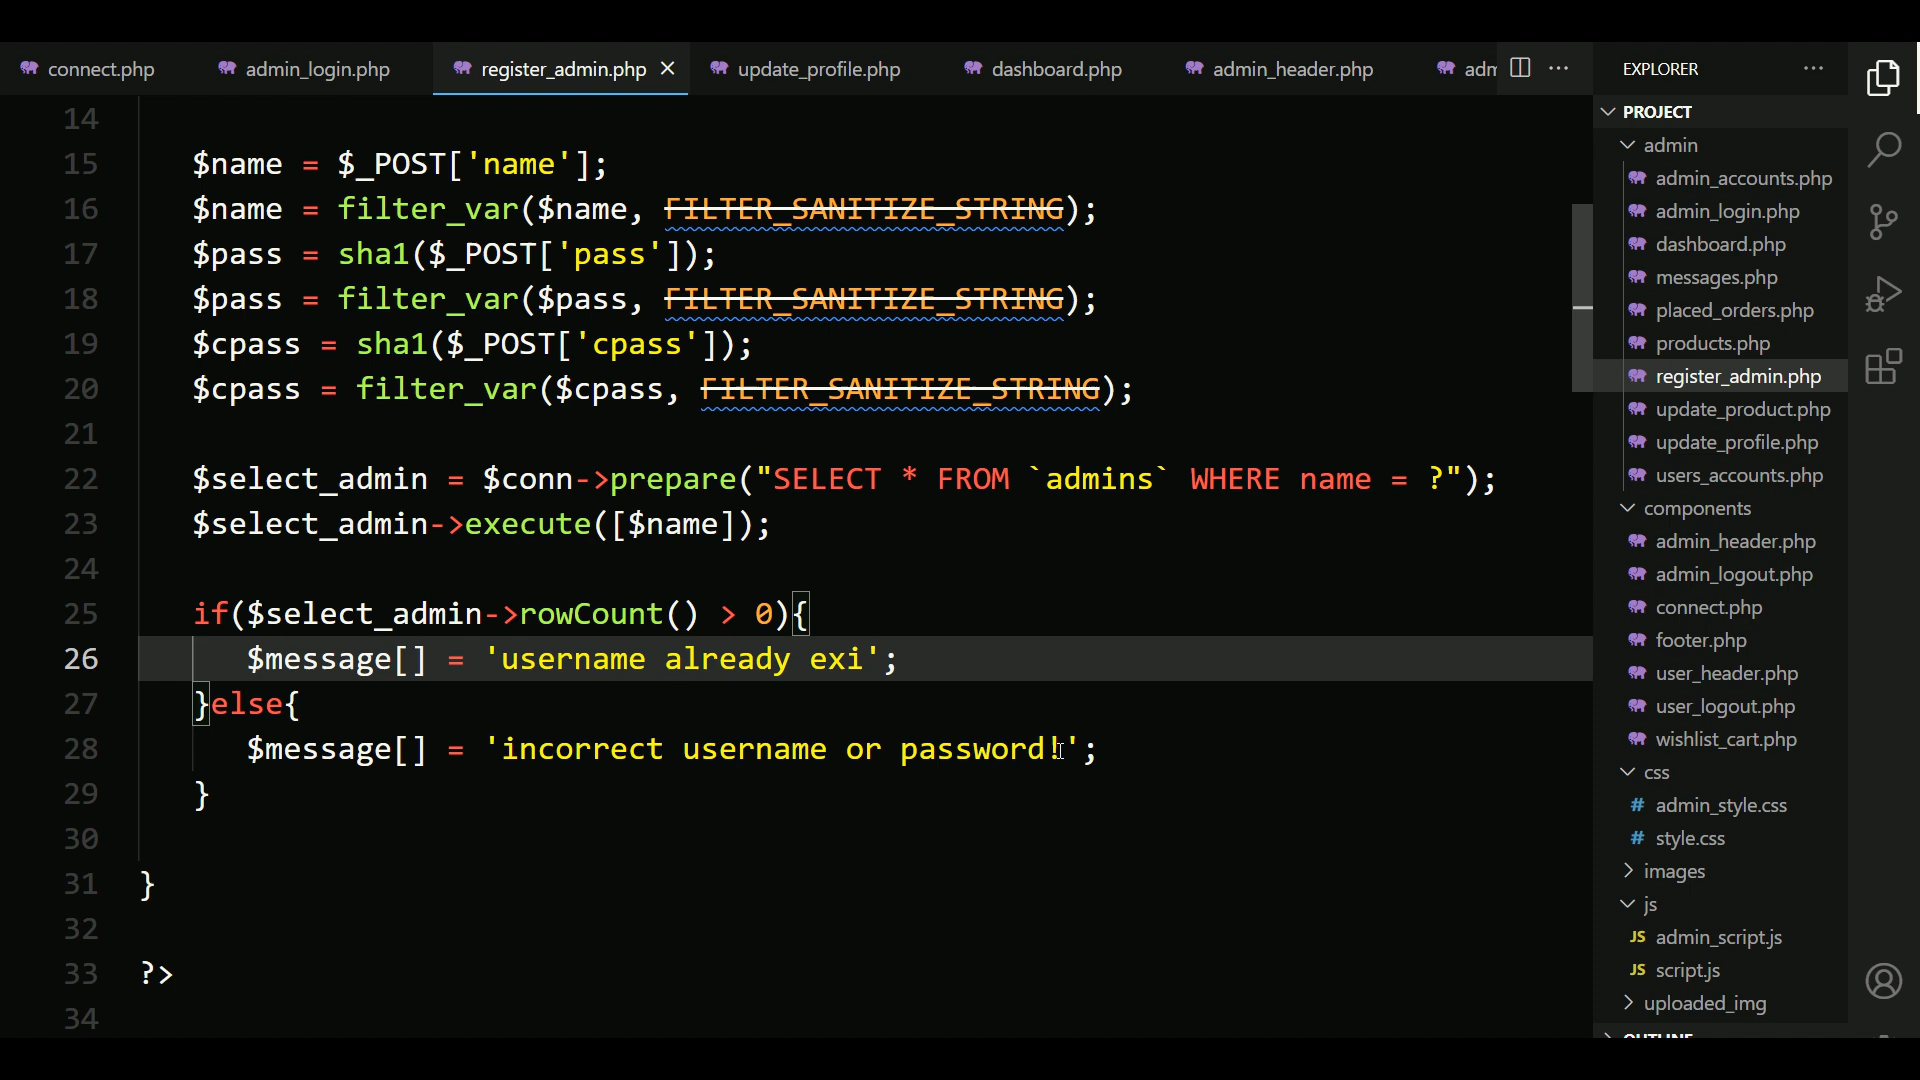 connect.php admin_login.php register_admin.php update_profile.php dashboard.php admin_header.php adm
14
15 $name = $_POST['name'];
16 $name = filter_var($name, FILTER_SANITIZE_STRING);
17 $pass = sha1($_POST['pass']);
18 $pass = filter_var($pass, FILTER_SANITIZE_STRING);
19 $cpass = sha1($_POST['cpass']);
20 $cpass = filter_var($cpass, FILTER_SANITIZE_STRING);
21
22 $select_admin = $conn->prepare("SELECT * FROM `admins` WHERE name = ?");
23 $select_admin->execute([$name]);
24
25 if($select_admin->rowCount() > 0){
26 $message[] = 'username already exi';
27 }else{
28 $message[] = 'incorrect username or password!';
29 }
30
31 }
32
33 ?>
34
EXPLORER
PROJECT
admin
admin_accounts.php
admin_login.php
dashboard.php
messages.php
placed_orders.php
products.php
register_admin.php
update_product.php
update_profile.php
users_accounts.php
components
admin_header.php
admin_logout.php
connect.php
footer.php
user_header.php
user_logout.php
wishlist_cart.php
css
# admin_style.css
# style.css
images
js
JS admin_script.js
JS script.js
uploaded_img
OUTLINE